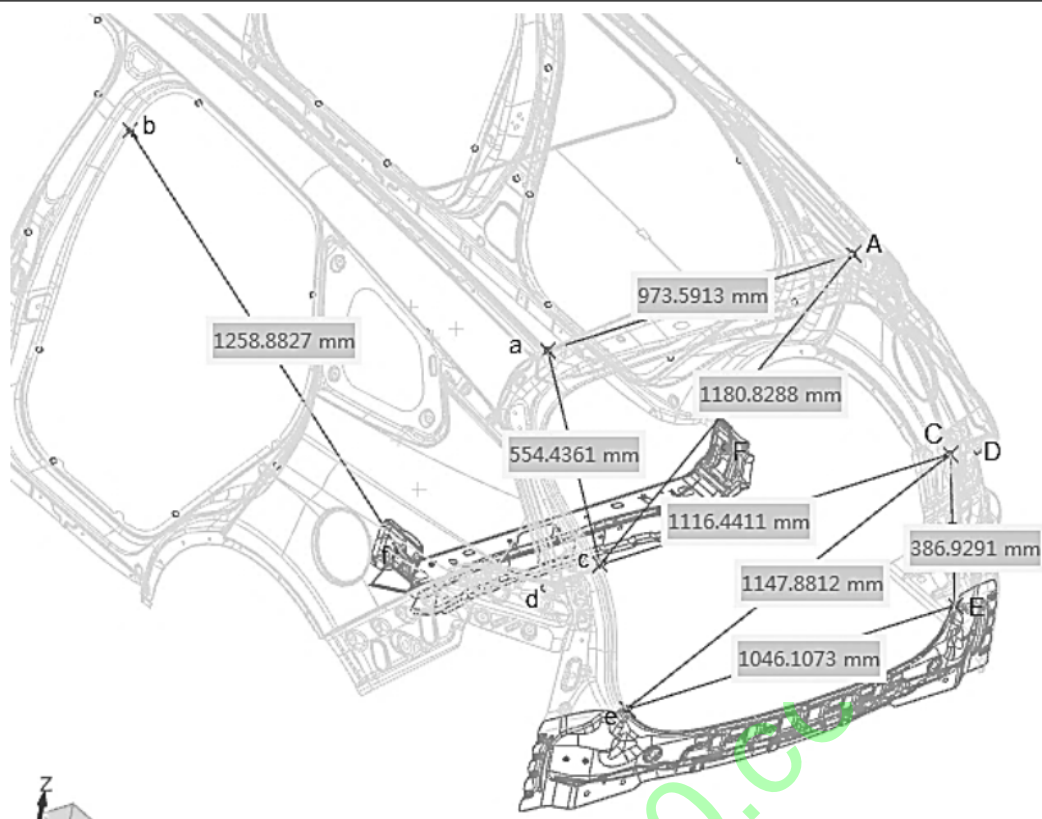 b
A
973.5913 mm
1258.8827 mm
a
1180.8288 mm
C
D
554.4361 mm
F
1116.4411 mm
386.9291 mm
f
c
1147.8812 mm
d
E
1046.1073 mm
e
Z